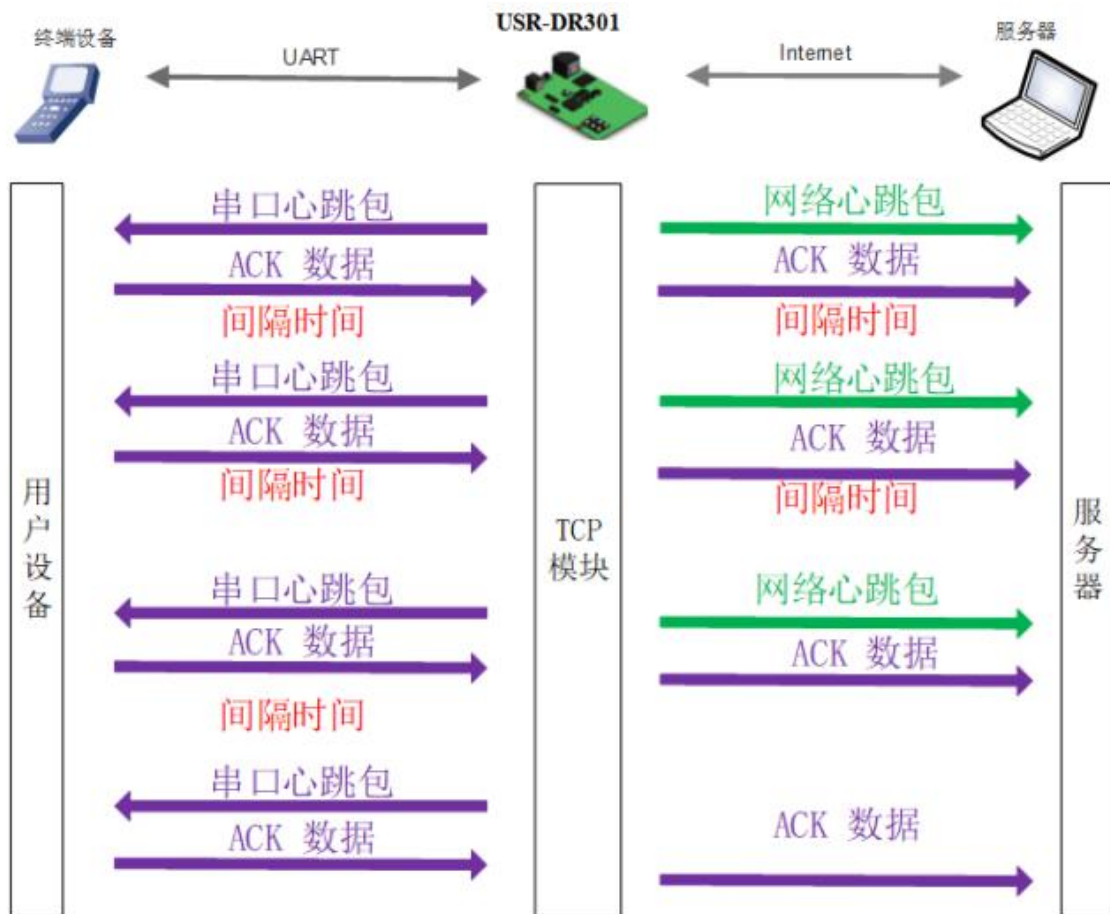 USR-DR301
终端设备
UART
Internet
服务器
串口心跳包
网络心跳包
ACK 数据
ACK 数据
间隔时间
间隔时间
串口心跳包
网络心跳包
ACK 数据
ACK 数据
间隔时间
间隔时间
用户设备
TCP
模块
服务器
串口心跳包
网络心跳包
ACK 数据
ACK 数据
间隔时间
串口心跳包
ACK 数据
ACK 数据